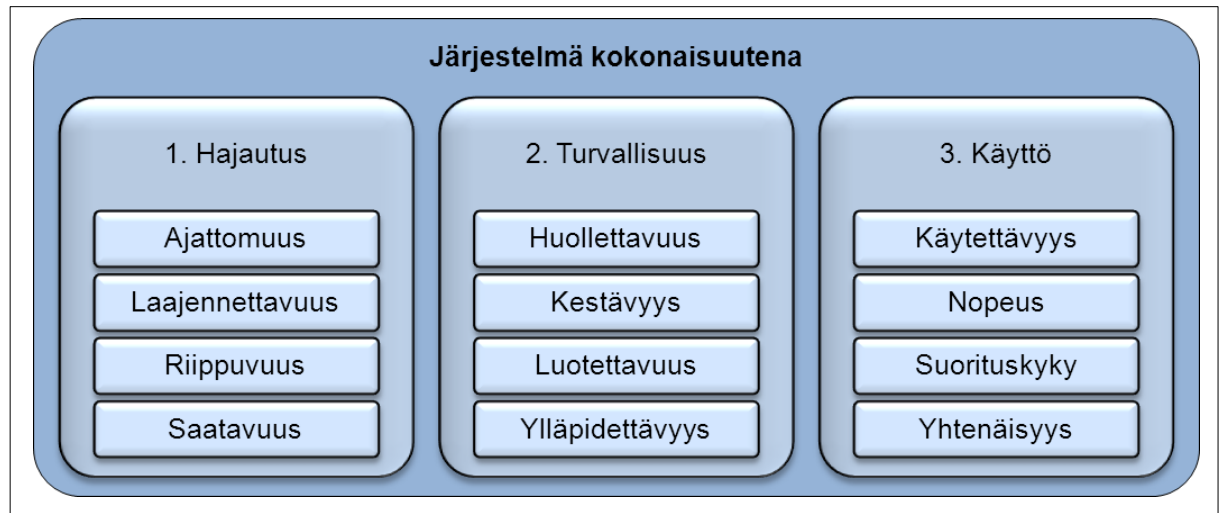 Järjestelmä kokonaisuutena
1. Hajautus
Ajattomuus
Laajennettavuus
Riippuvuus
Saatavuus
2. Turvallisuus
Huollettavuus
Kestävyys
Luotettavuus
Ylläpidettävyys
3. Käyttö
Käytettävyys
Nopeus
Suorituskyky
Yhtenäisyys